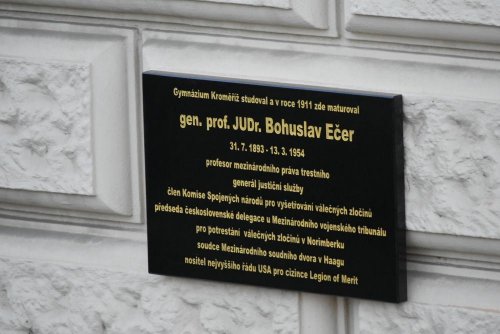 Gymnázium Kroměříž studoval a v roce 1911 zde maturoval
gen. prof. JUDr. Bohuslav Ečer
31. 7. 1893 - 13. 3. 1954
profesor mezinárodního práva trestního
generál justiční služby
člen Komise Spojených národů pro vyšetřování válečných zločinů
předseda československé delegace u Mezinárodního vojenského tribunálu
pro potrestání válečných zločinů v Norimberku
soudce Mezinárodního soudního dvora v Haagu
nositel nejvyššího řádu USA pro cizince Legion of Merit